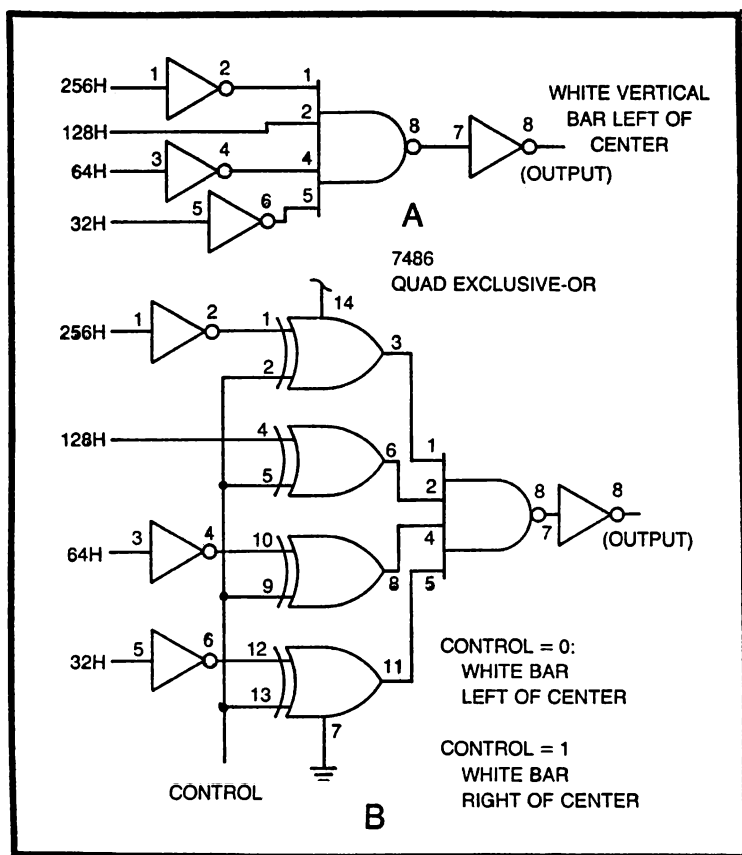 256H 1 2 1
WHITE VERTICAL
BAR LEFT OF
CENTER
128H 2 8 7 8
64H 3 4 4
(OUTPUT)
32H 5 6 5
A
7486
QUAD EXCLUSIVE-OR
14
256H 1 2 1 3
2
128H 4 6 1
5 2 8 8
64H 3 4 10 4 7
(OUTPUT)
9 8 5
32H 5 6 12 11
13
7
CONTROL = 0:
WHITE BAR
LEFT OF CENTER
CONTROL = 1
WHITE BAR
RIGHT OF CENTER
CONTROL
B